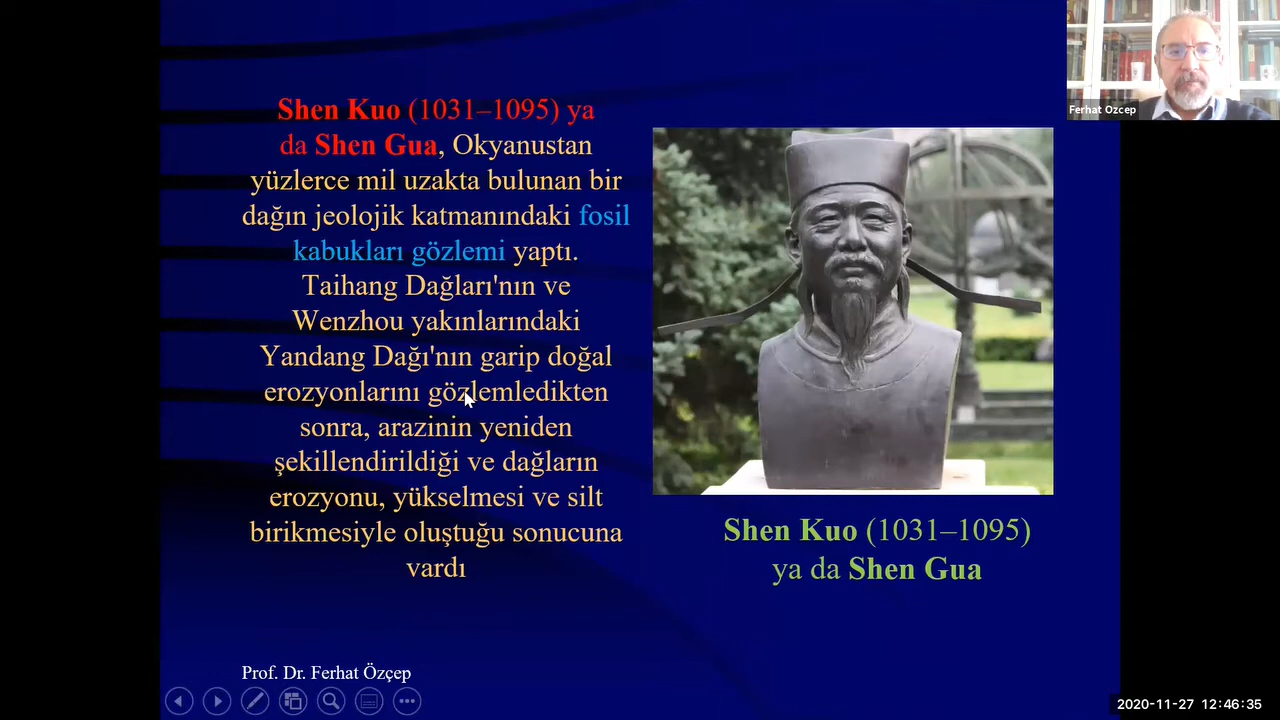 Ferhat Ozcep
Shen Kuo (1031–1095) ya
da Shen Gua, Okyanustan
yüzlerce mil uzakta bulunan bir
dağın jeolojik katmanındaki fosil
kabukları gözlemi yaptı.
Taihang Dağları'nın ve
Wenzhou yakınlarındaki
Yandang Dağı'nın garip doğal
erozyonlarını gözlemledikten
sonra, arazinin yeniden
şekillendirildiği ve dağların
erozyonu, yükselmesi ve silt
birikmesiyle oluştuğu sonucuna
vardı
Shen Kuo (1031–1095)
ya da Shen Gua
Prof. Dr. Ferhat Özçep
2020-11-27 12:46:35